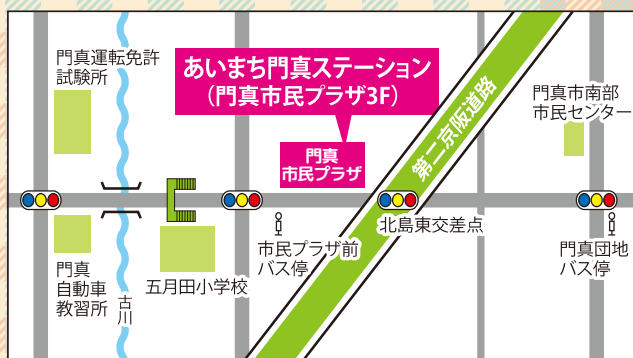 門真運転免許
試験所
あいまち門真ステーション
(門真市民プラザ3F)
門真
市民プラザ
第二京阪道路
門真市南部
市民センター
北島東交差点
市民プラザ前
バス停
門真団地
バス停
門真
自動車
教習所
古川
五月田小学校